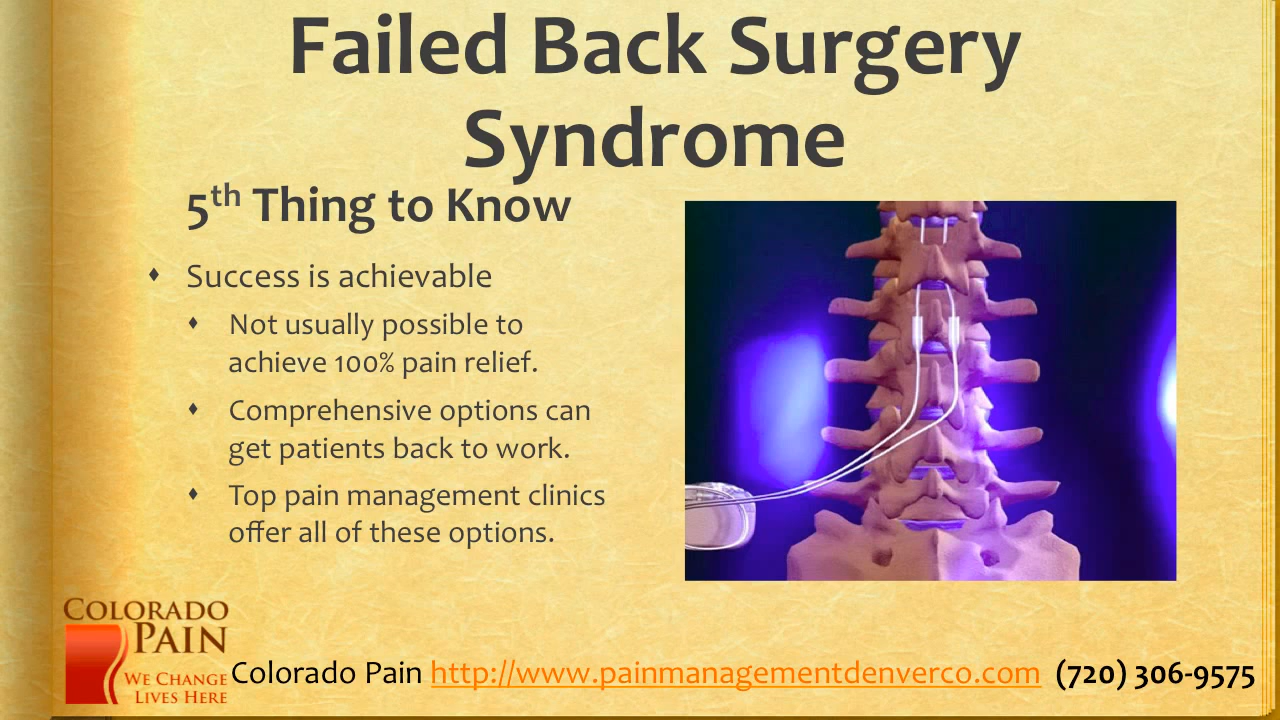 Failed Back Surgery
Syndrome
5th Thing to Know
Success is achievable
Not usually possible to
achieve 100% pain relief.
Comprehensive options can
get patients back to work.
Top pain management clinics
offer all of these options.
COLORADO
PAIN
WE CHANGE
LIVES HERE
Colorado Pain http://www.painmanagementdenverco.com (720) 306-9575